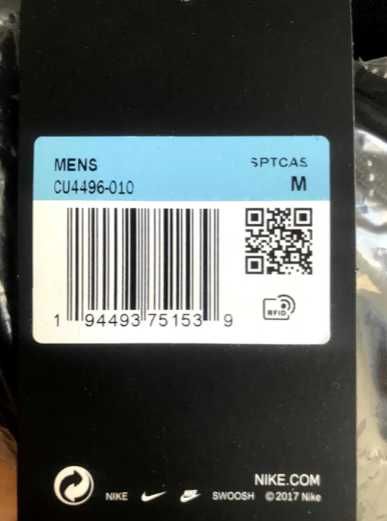 MENS SPTCAS
CU4496-010 M
1 94493 75153 9
RFID
NIKE.COM
NIKE SWOOSH ©2017 Nike